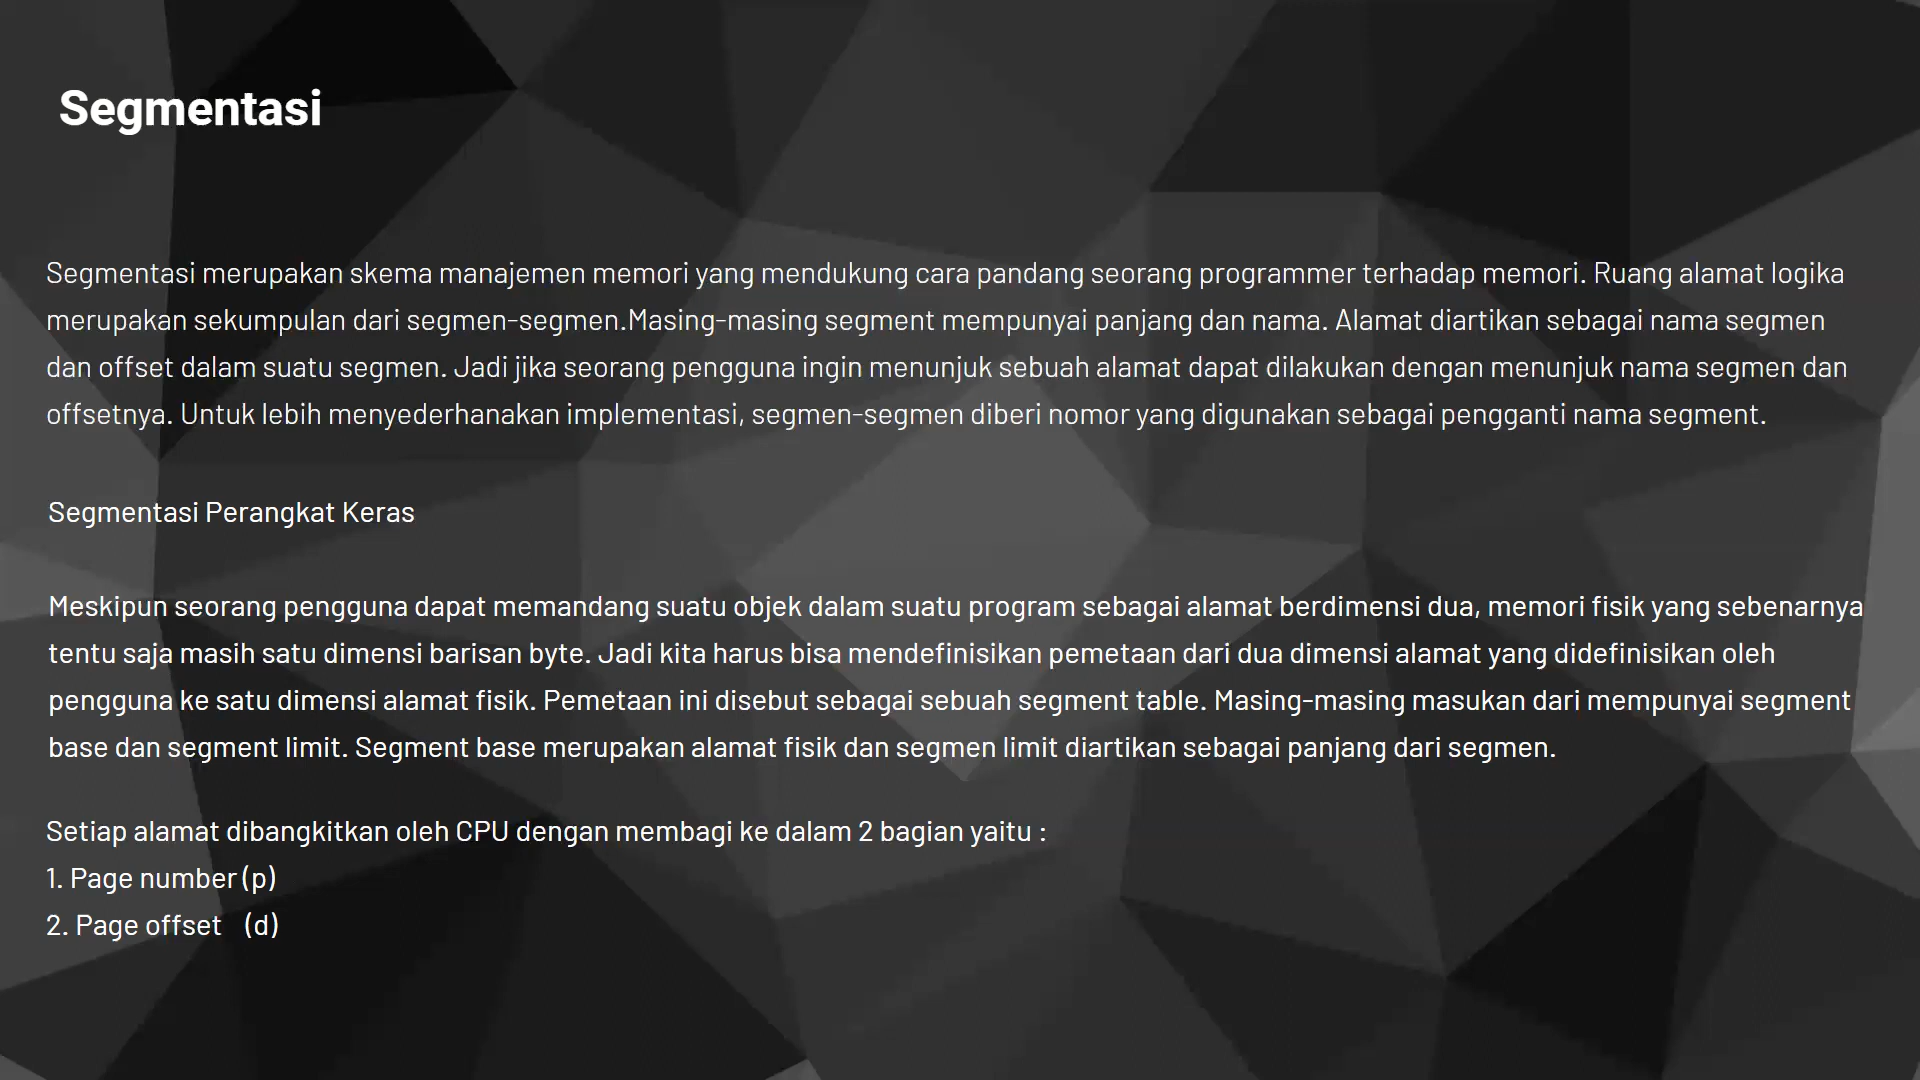 Segmentasi
Segmentasi merupakan skema manajemen memori yang mendukung cara pandang seorang programmer terhadap memori. Ruang alamat logika
merupakan sekumpulan dari segmen-segmen.Masing-masing segment mempunyai panjang dan nama. Alamat diartikan sebagai nama segmen
dan offset dalam suatu segmen. Jadi jika seorang pengguna ingin menunjuk sebuah alamat dapat dilakukan dengan menunjuk nama segmen dan
offsetnya. Untuk lebih menyederhanakan implementasi, segmen-segmen diberi nomor yang digunakan sebagai pengganti nama segment.
Segmentasi Perangkat Keras
Meskipun seorang pengguna dapat memandang suatu objek dalam suatu program sebagai alamat berdimensi dua, memori fisik yang sebenarnya
tentu saja masih satu dimensi barisan byte. Jadi kita harus bisa mendefinisikan pemetaan dari dua dimensi alamat yang didefinisikan oleh
pengguna ke satu dimensi alamat fisik. Pemetaan ini disebut sebagai sebuah segment table. Masing-masing masukan dari mempunyai segment
base dan segment limit. Segment base merupakan alamat fisik dan segmen limit diartikan sebagai panjang dari segmen.
Setiap alamat dibangkitkan oleh CPU dengan membagi ke dalam 2 bagian yaitu :
1. Page number (p)
2. Page offset (d)